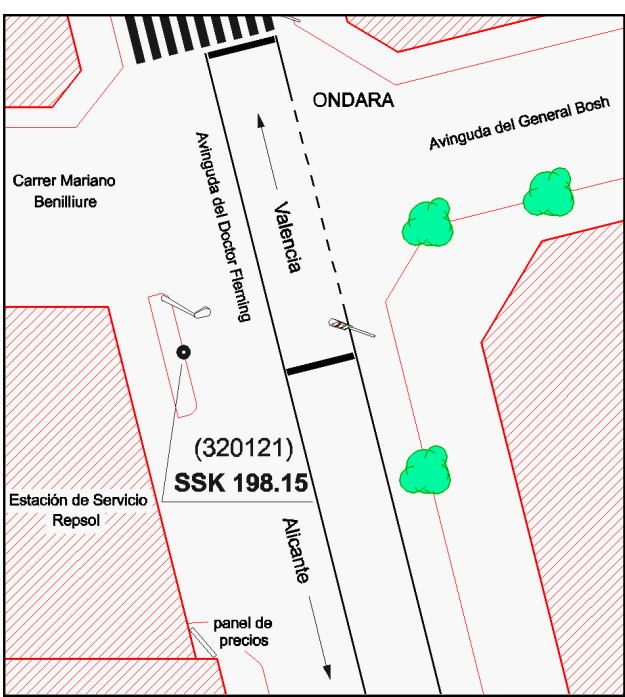 ONDARA
Avinguda del General Bosh
Avinguda del Doctor Fleming
Valencia
Carrer Mariano
Benilliure
(320121)
SSK 198.15
Estación de Servicio
Repsol
Alicante
panel de
precios